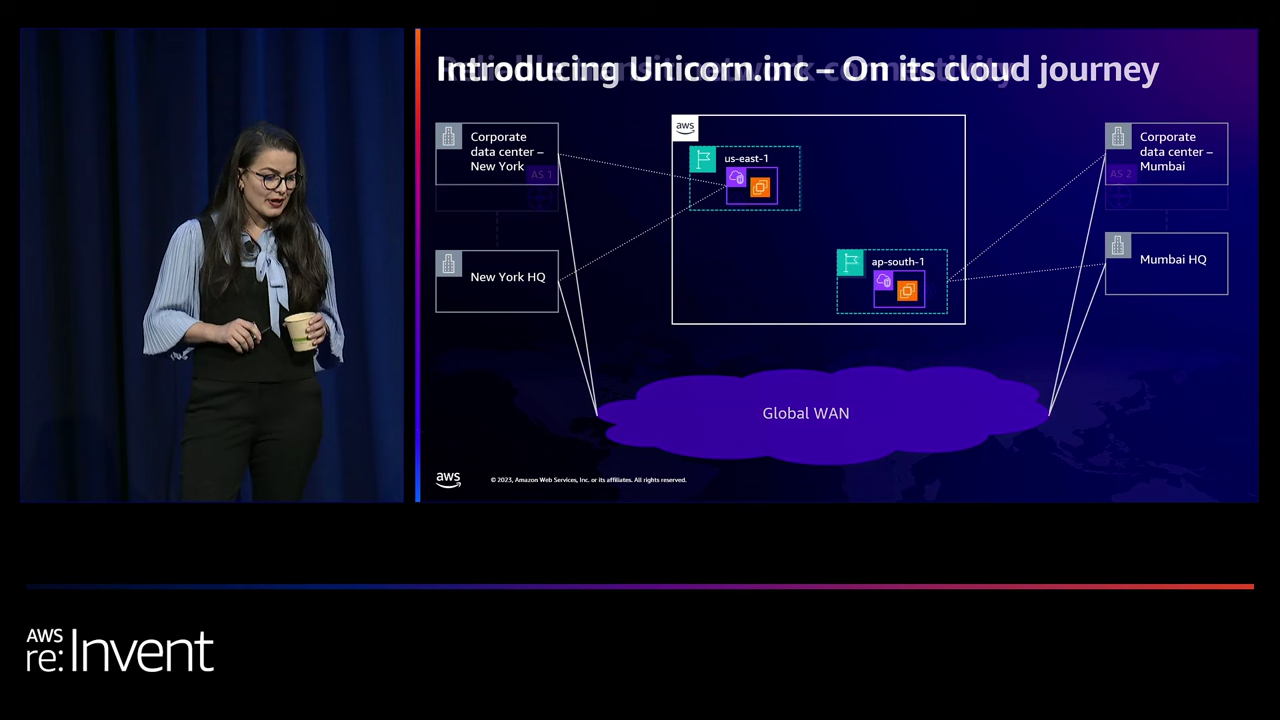 Introducing Unicorn.inc – On its cloud journey
Corporate
data center –
New York
AS 1
New York HQ
aws
us-east-1
ap-south-1
Corporate
data center –
Mumbai
AS 2
Mumbai HQ
Global WAN
aws
© 2023, Amazon Web Services, Inc. or its affiliates. All rights reserved.
AWS
re:Invent